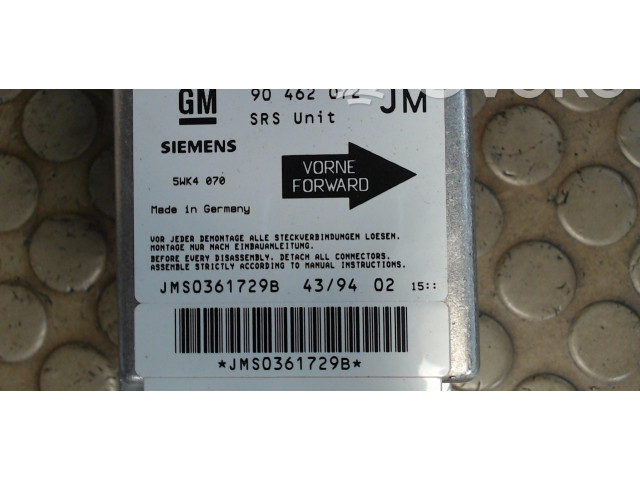 GM 90 462 072 JM
SRS Unit
SIEMENS
VORNE
FORWARD
5WK4 070
Made in Germany
VOR JEDER DEMONTAGE ALLE STECKVERBINDUNGEN LOESEN.
MONTAGE NUR NACH EINBAUANLEITUNG.
BEFORE EVERY DISASSEMBLY, DETACH ALL CONNECTORS.
ASSEMBLE STRICTLY ACCORDING TO MANUAL INSTRUCTIONS.
JMS0361729B 43/94 02 15::
*JMS0361729B*